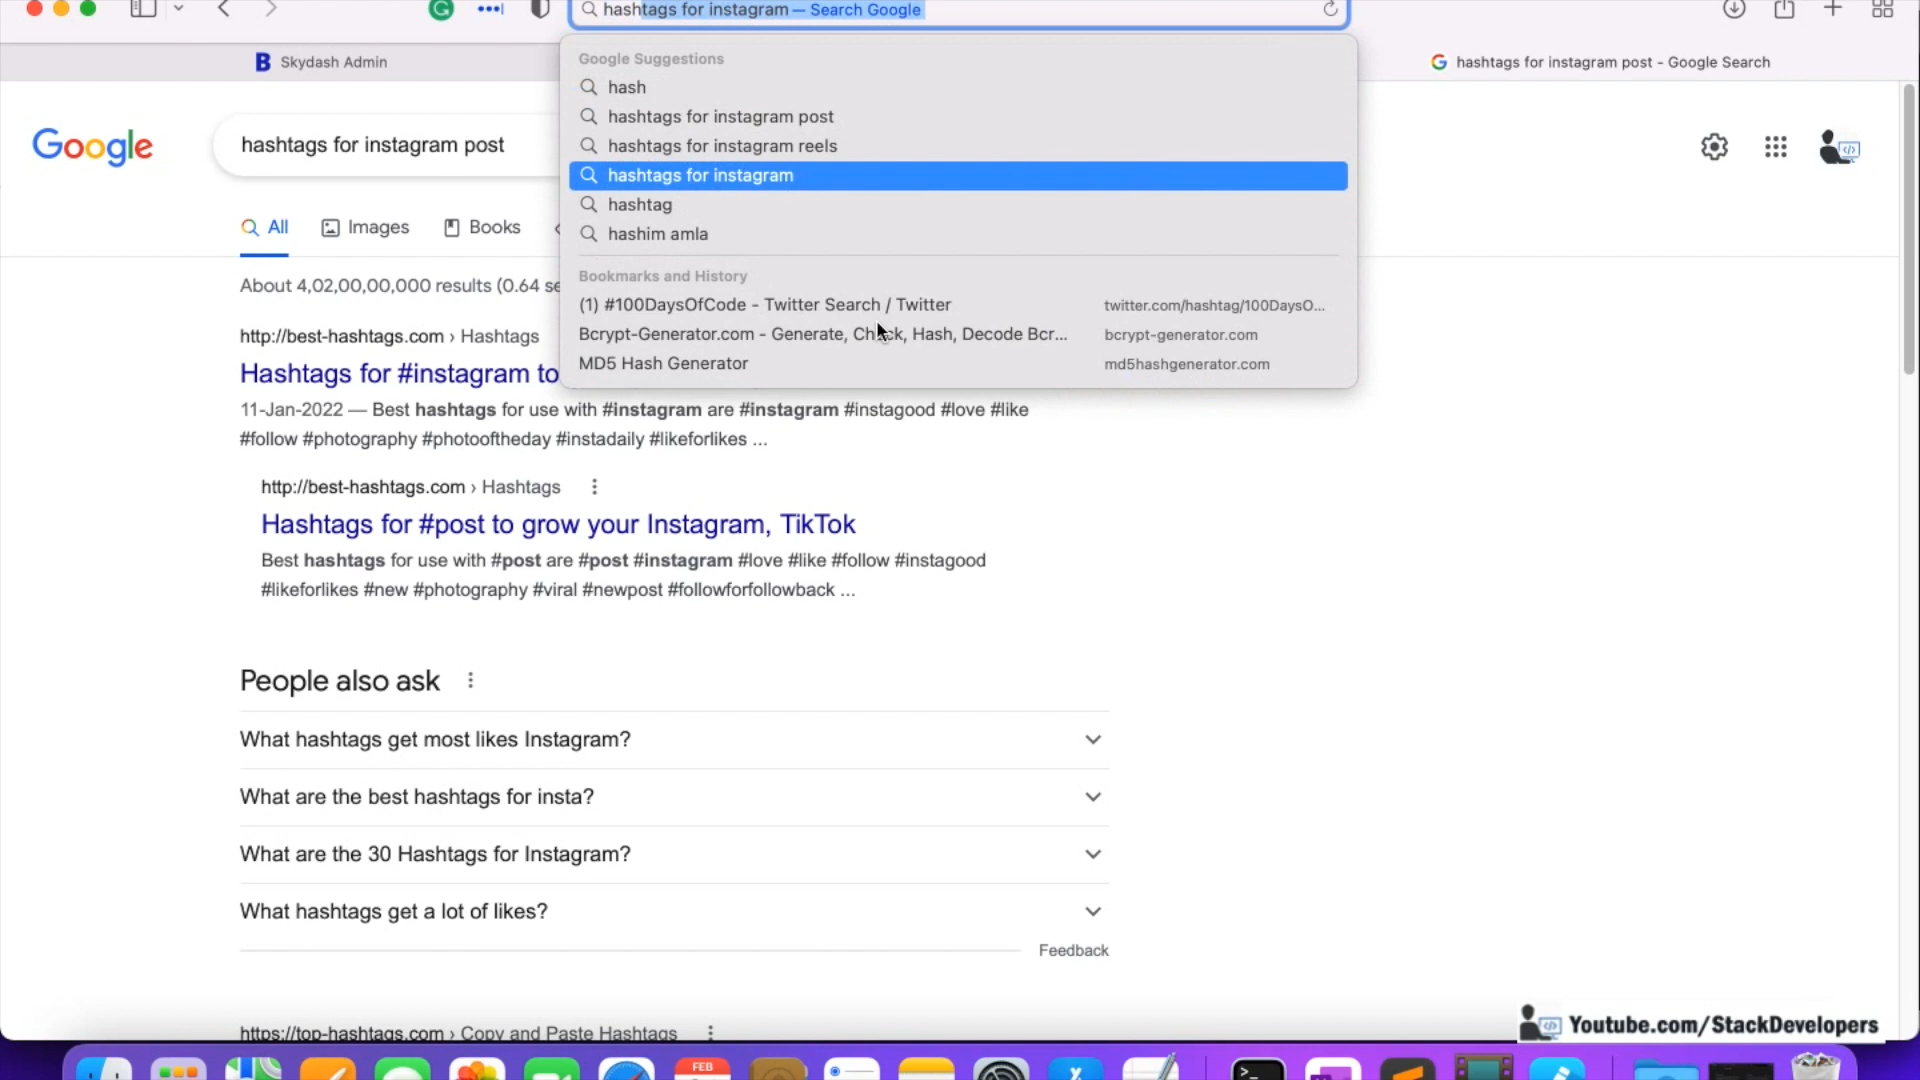 hashtags for instagram — Search Google
Skydash Admin
hashtags for instagram post - Google Search
Google Suggestions
hash
hashtags for instagram post
hashtags for instagram reels
hashtags for instagram
hashtag
hashim amla
Bookmarks and History
(1) #100DaysOfCode - Twitter Search / Twitter twitter.com/hashtag/100DaysO...
Bcrypt-Generator.com - Generate, Check, Hash, Decode Bcr... bcrypt-generator.com
MD5 Hash Generator md5hashgenerator.com
Google
hashtags for instagram post
All Images Books
About 4,02,00,00,000 results (0.64 se
http://best-hashtags.com › Hashtags
Hashtags for #instagram to
11-Jan-2022 — Best hashtags for use with #instagram are #instagram #instagood #love #like
#follow #photography #photooftheday #instadaily #likeforlikes ...
http://best-hashtags.com › Hashtags
Hashtags for #post to grow your Instagram, TikTok
Best hashtags for use with #post are #post #instagram #love #like #follow #instagood
#likeforlikes #new #photography #viral #newpost #followforfollowback ...
People also ask
What hashtags get most likes Instagram?
What are the best hashtags for insta?
What are the 30 Hashtags for Instagram?
What hashtags get a lot of likes?
Feedback
https://top-hashtags.com › Copy and Paste Hashtags
Youtube.com/StackDevelopers
FEB